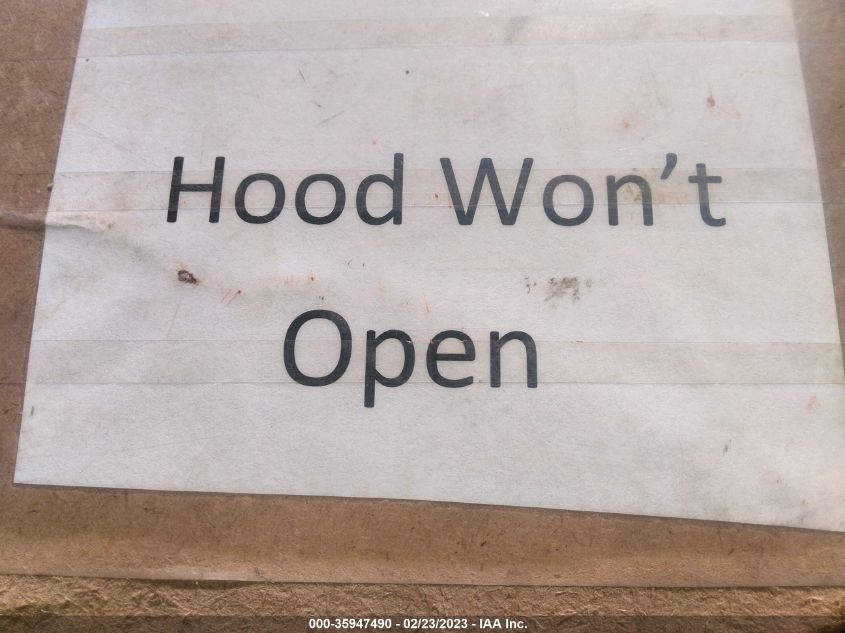 Hood Won’t
Open
000-35947490 - 02/23/2023 - IAA Inc.